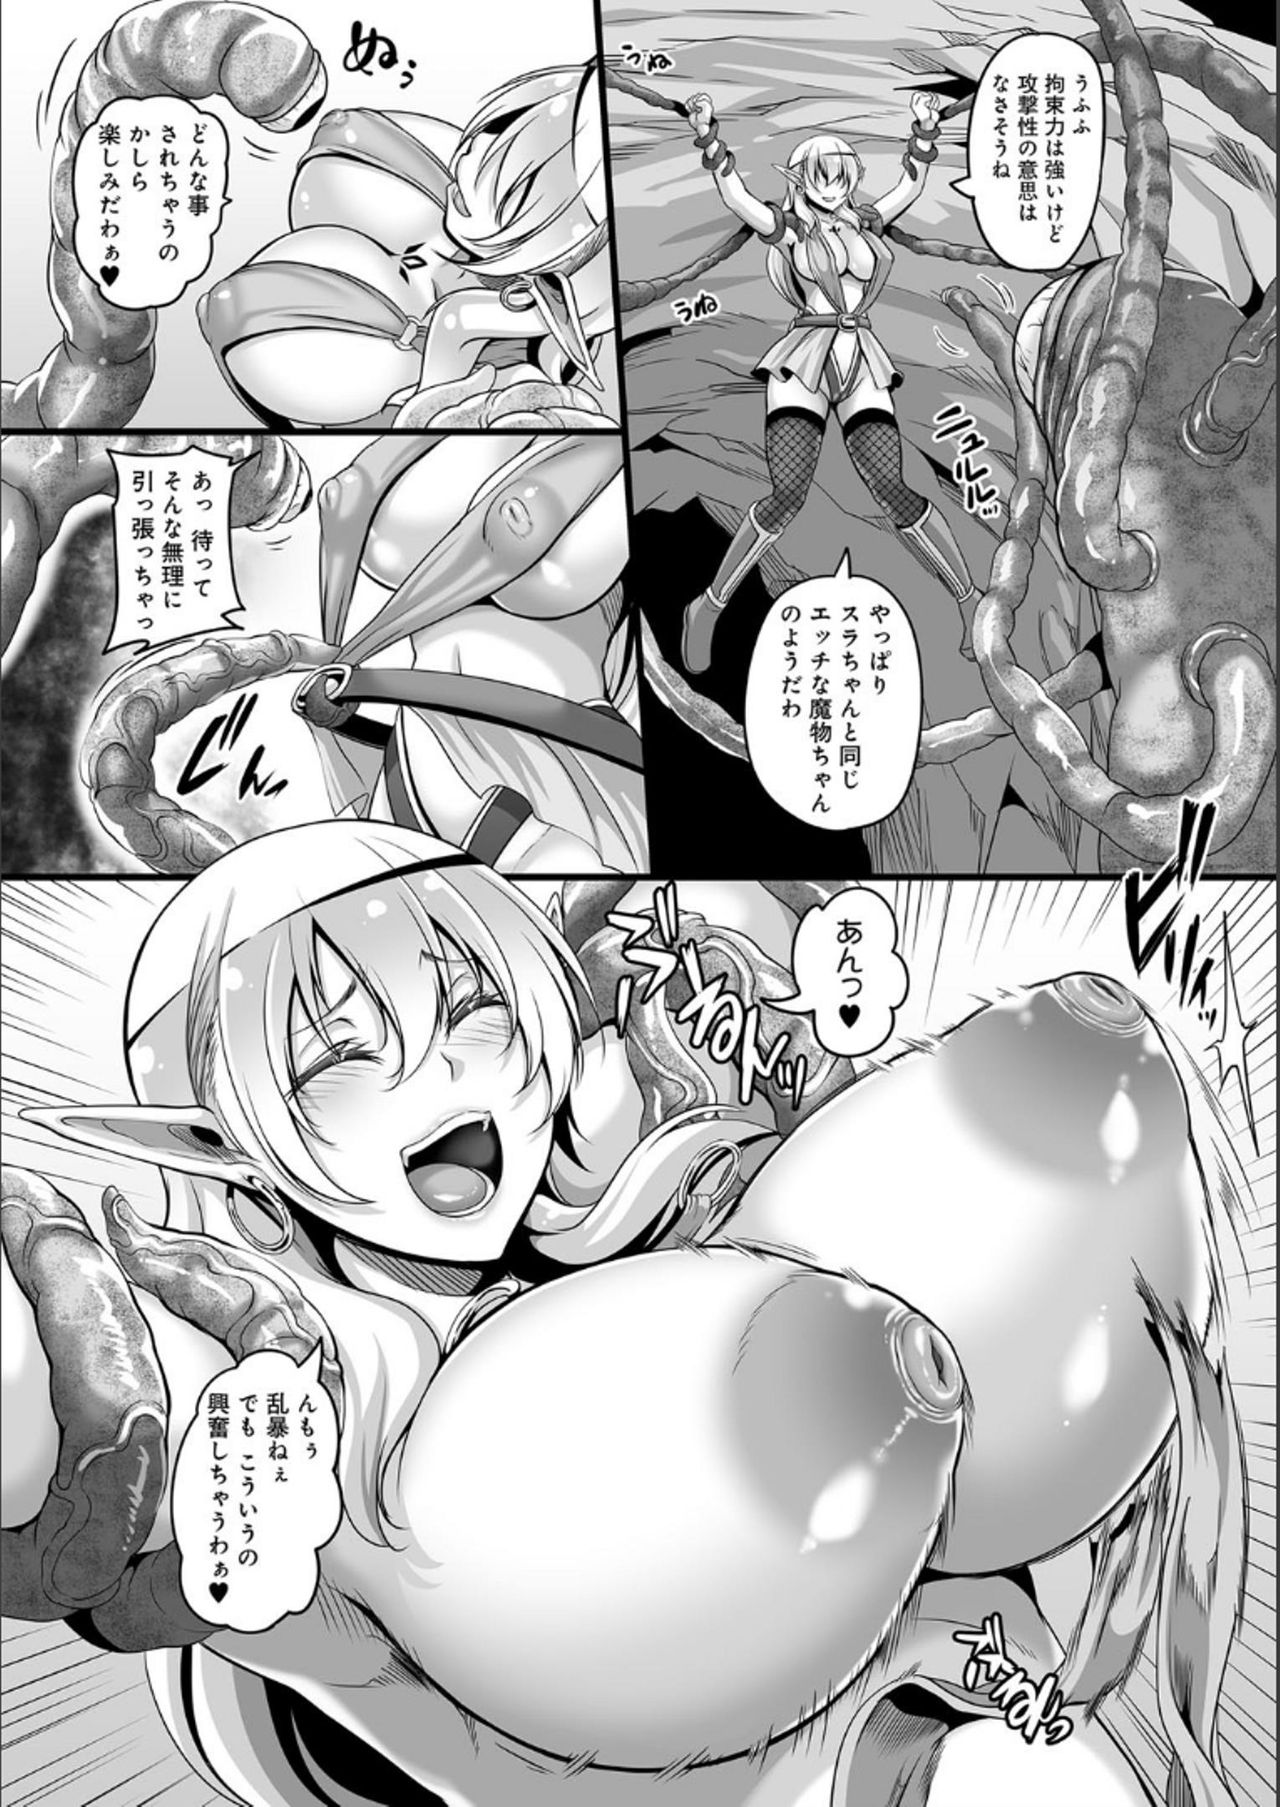 うふふ
拘束力は強いけど
攻撃性の意思は
なさそうね
うね
うね
ニュルルルッ
やっぱり
スラちゃんと同じ
エッチな魔物ちゃん
のようだわ
ぬぅ
どんな事
されちゃうの
かしら
楽しみだわぁ♥
あっ 待って
そんな無理に
引っ張っちゃっ
ぐんっ
あんっ♥
んもぅ
乱暴ねぇ
でも こういうの
興奮しちゃうわぁ♥